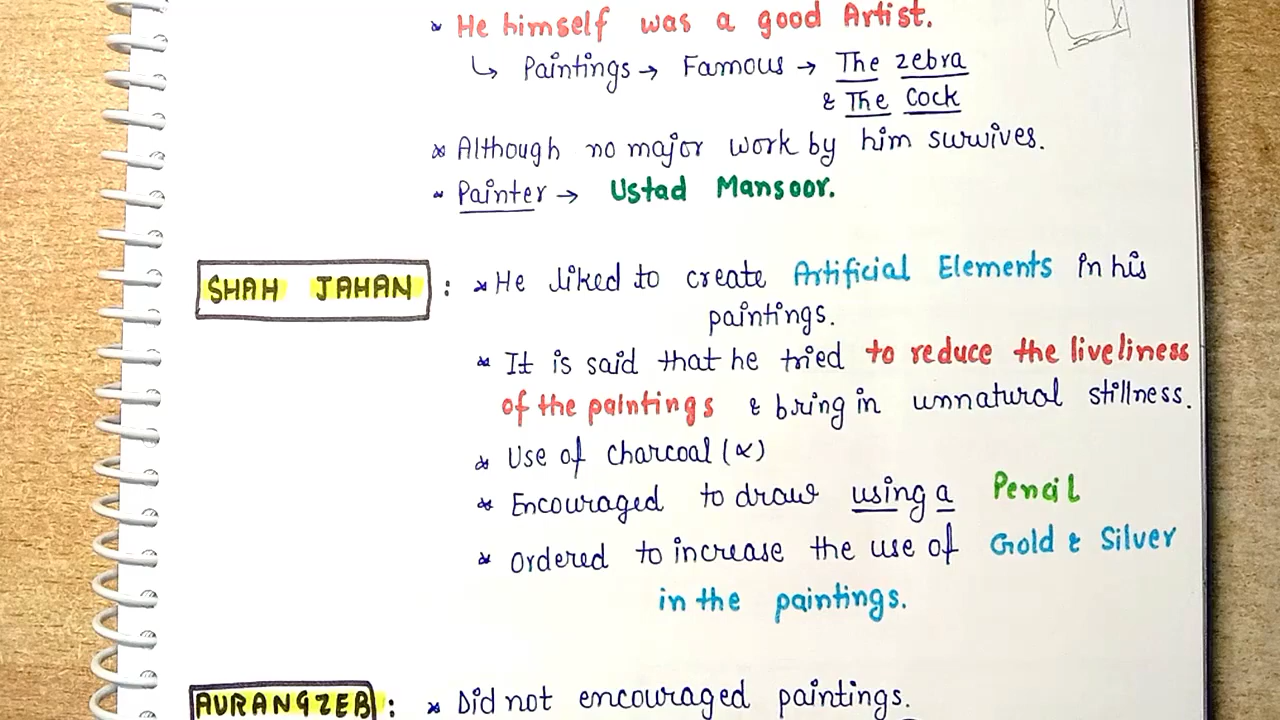 * He himself was a good Artist.
↳ Paintings → Famous → The zebra
& The Cock
* Although no major work by him survives.
* Painter → Ustad Mansoor.
SHAH JAHAN : * He liked to create Artificial Elements in his
paintings.
* It is said that he tried to reduce the liveliness
of the paintings & bring in unnatural stillness.
* Use of charcoal (×)
* Encouraged to draw using a Pencil
* Ordered to increase the use of Gold & Silver
in the paintings.
AURANGZEB : * Did not encouraged paintings.